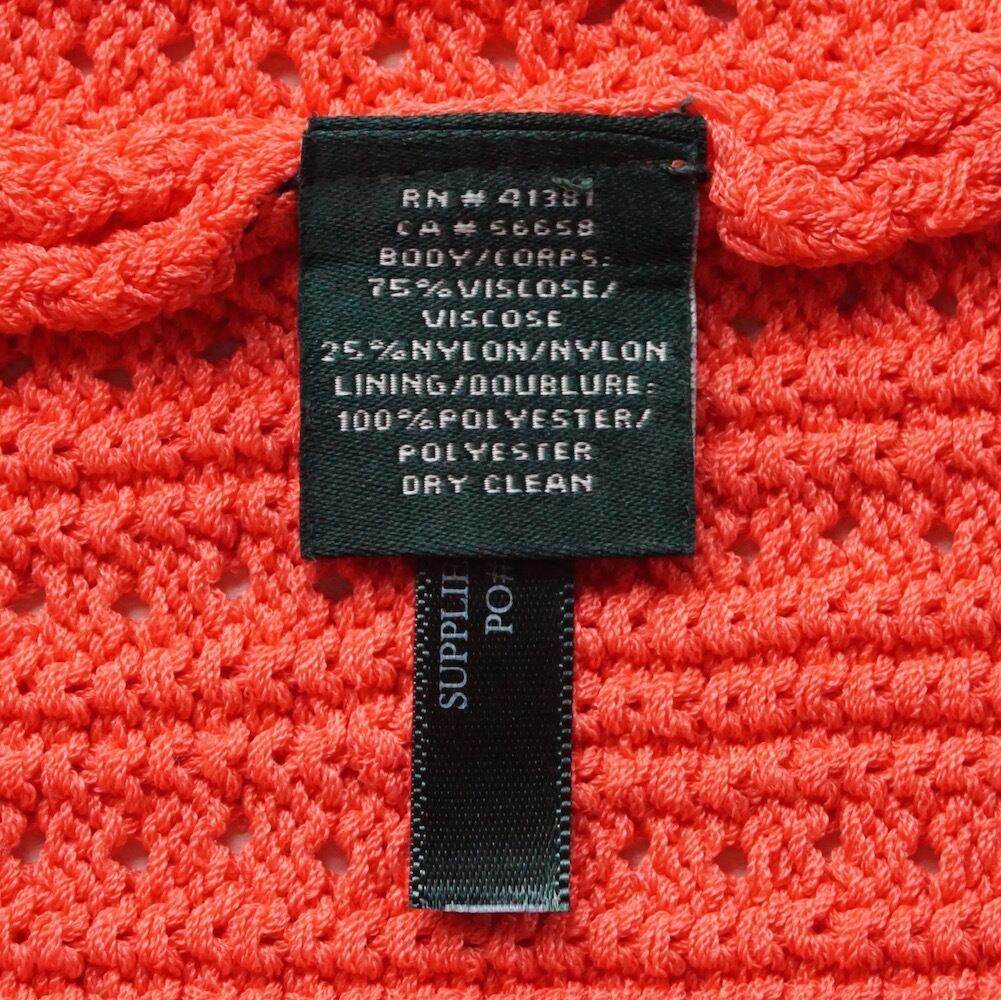 RN # 41381
CA # 56658
BODY/CORPS:
75%VISCOSE/
VISCOSE
25%NYLON/NYLON
LINING/DOUBLURE:
100%POLYESTER/
POLYESTER
DRY CLEAN
SUPPLIE
PO#